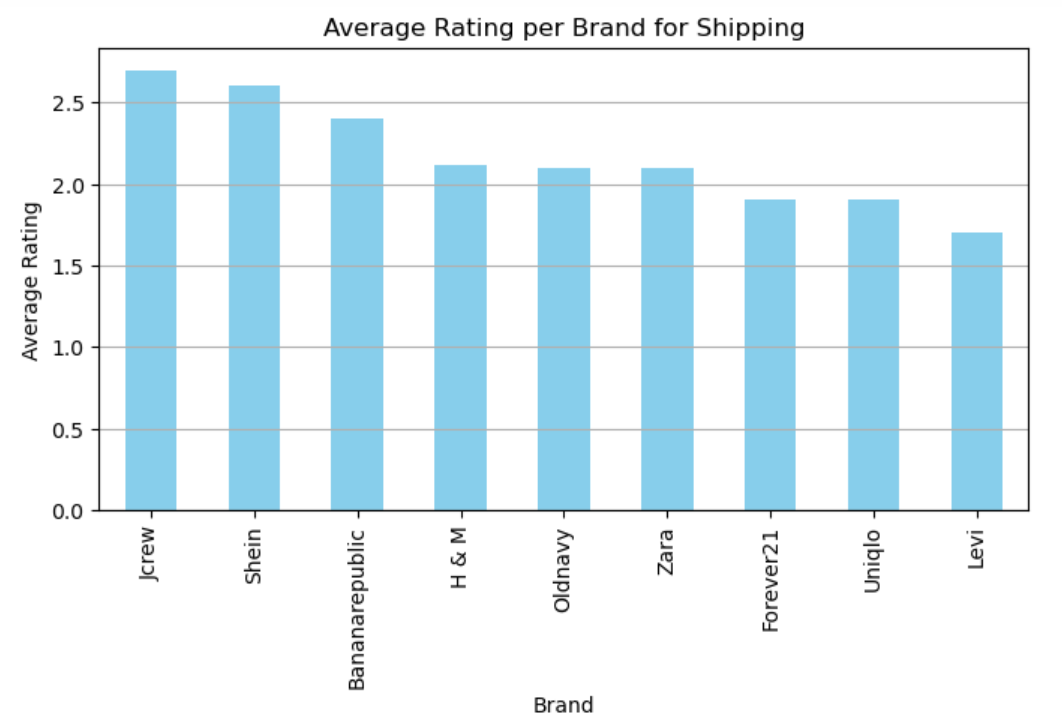 Average Rating per Brand for Shipping
Average Rating
2.5
2.0
1.5
1.0
0.5
0.0
Jcrew
Shein
Bananarepublic
H & M
Oldnavy
Zara
Forever21
Uniqlo
Levi
Brand